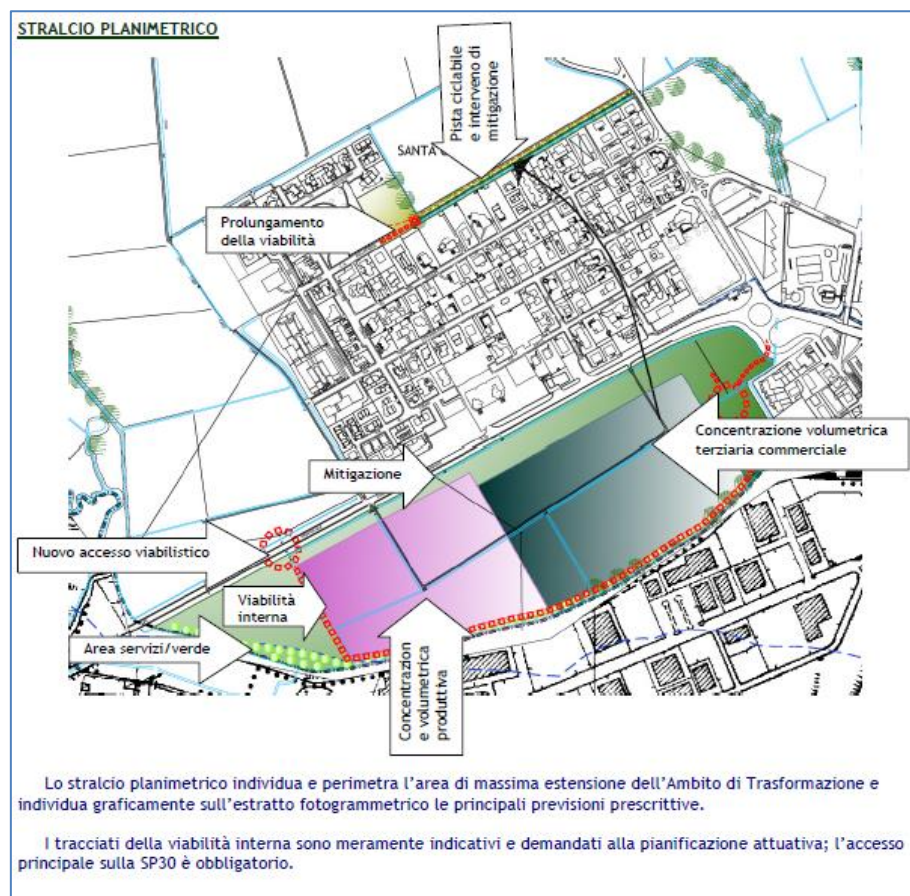 STRALCIO PLANIMETRICO
Pista ciclabile
e interveno di
mitigazione
SANTA
Prolungamento
della viabilità
Concentrazione volumetrica
terziaria commerciale
Mitigazione
Nuovo accesso viabilistico
Viabilità
interna
Area servizi/verde
Concentrazion
e volumetrica
produttiva
Lo stralcio planimetrico individua e perimetra l'area di massima estensione dell'Ambito di Trasformazione e
individua graficamente sull'estratto fotogrammetrico le principali previsioni prescrittive.
I tracciati della viabilità interna sono meramente indicativi e demandati alla pianificazione attuativa; l'accesso
principale sulla SP30 è obbligatorio.